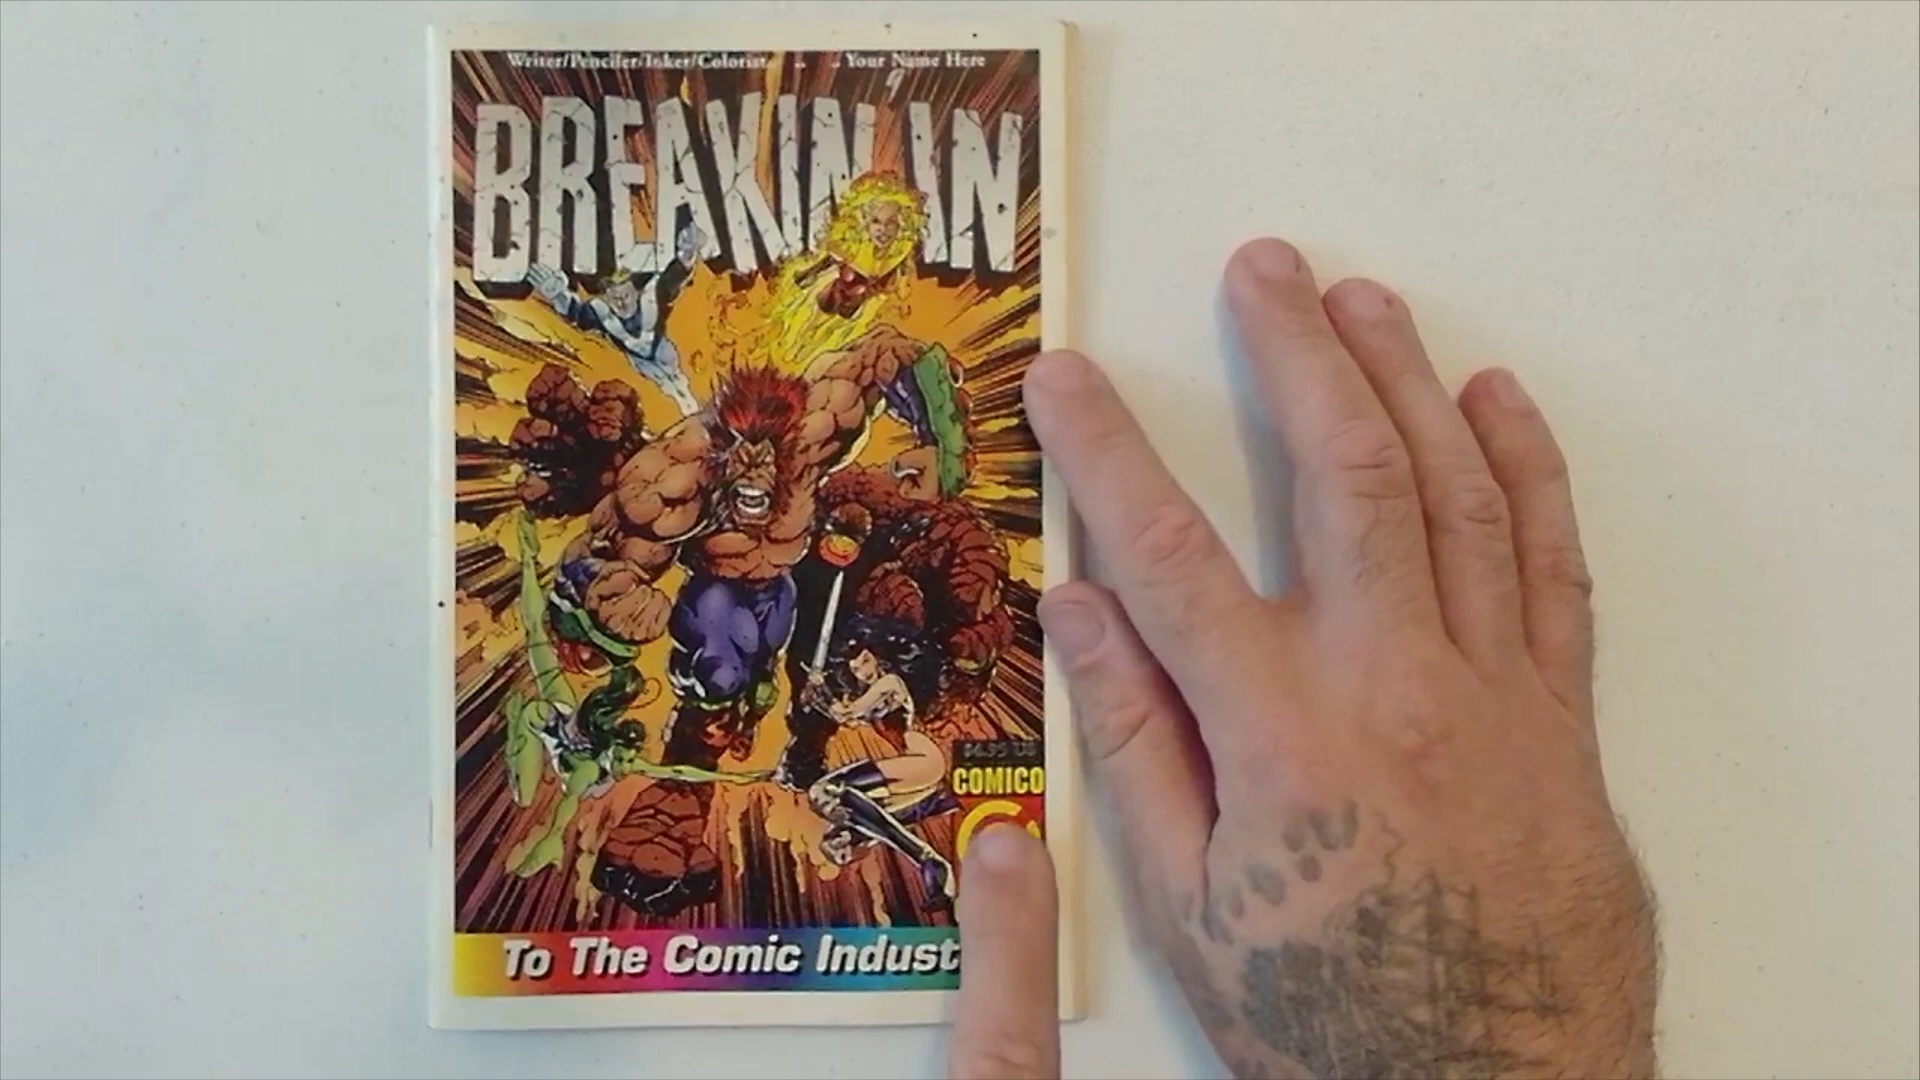 Writer/Penciler/Inker/Colorist.. .. .. Your Name Here
BREAKIN' IN
$4.95 US
COMICO
To The Comic Indust